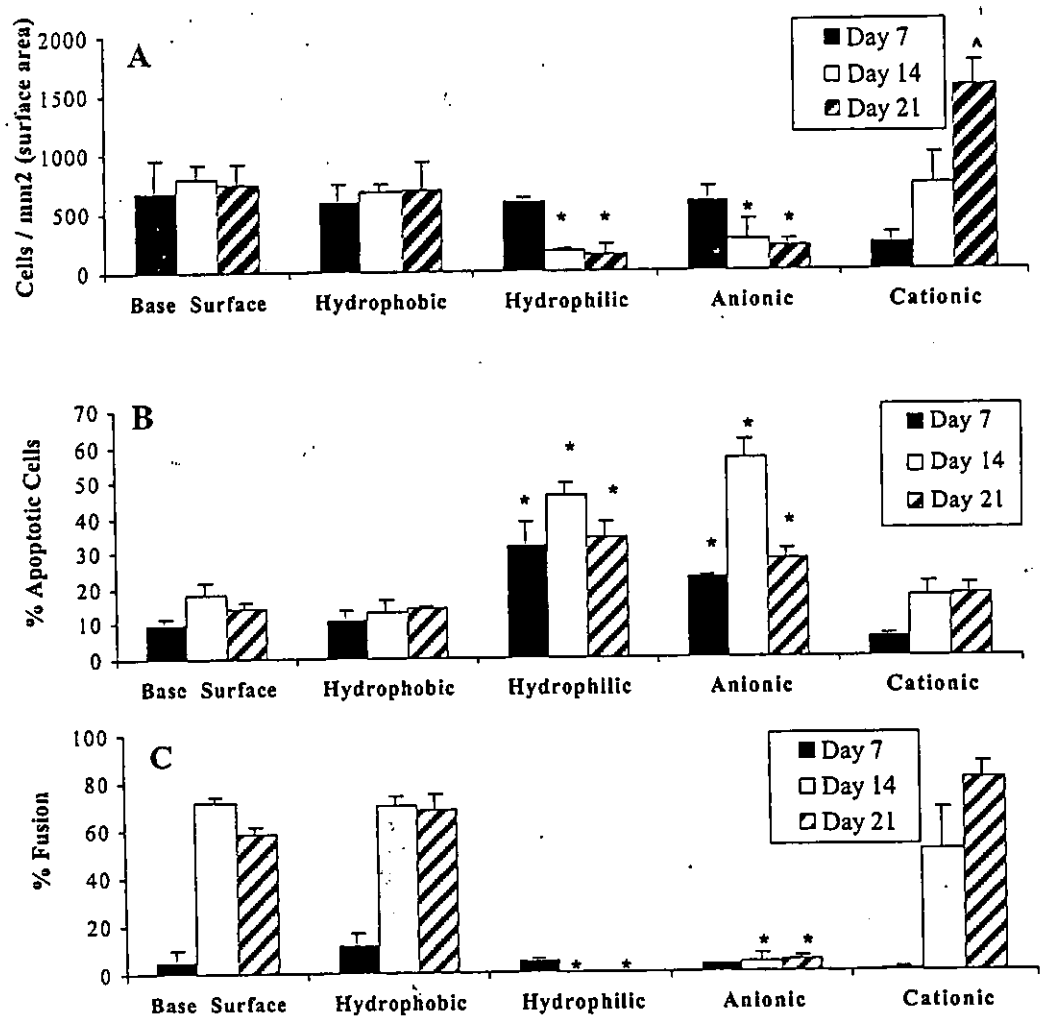 A
Cells / mm2 (surface area)
2000
1500
1000
500
0
Day 7
Day 14
Day 21
* * * * ^
Base Surface Hydrophobic Hydrophilic Anionic Cationic
B
% Apoptotic Cells
70
60
50
40
30
20
10
0
Day 7
Day 14
Day 21
* * * * * *
Base Surface Hydrophobic Hydrophilic Anionic Cationic
C
% Fusion
100
80
60
40
20
0
Day 7
Day 14
Day 21
* * * *
Base Surface Hydrophobic Hydrophilic Anionic Cationic